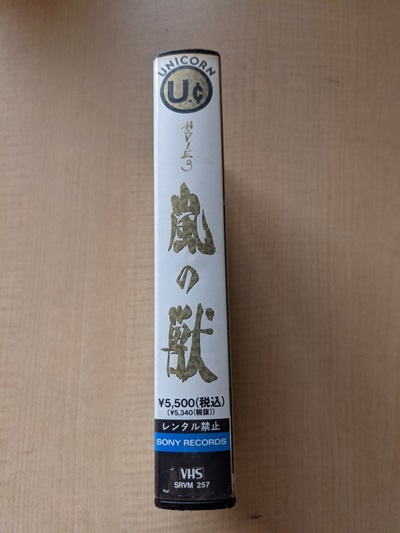 UNICORN
U.¢
MOVIE3
嵐の獣
¥5,500(税込)
(¥5,340(税抜))
レンタル禁止
SONY RECORDS
VHS
SRVM 257